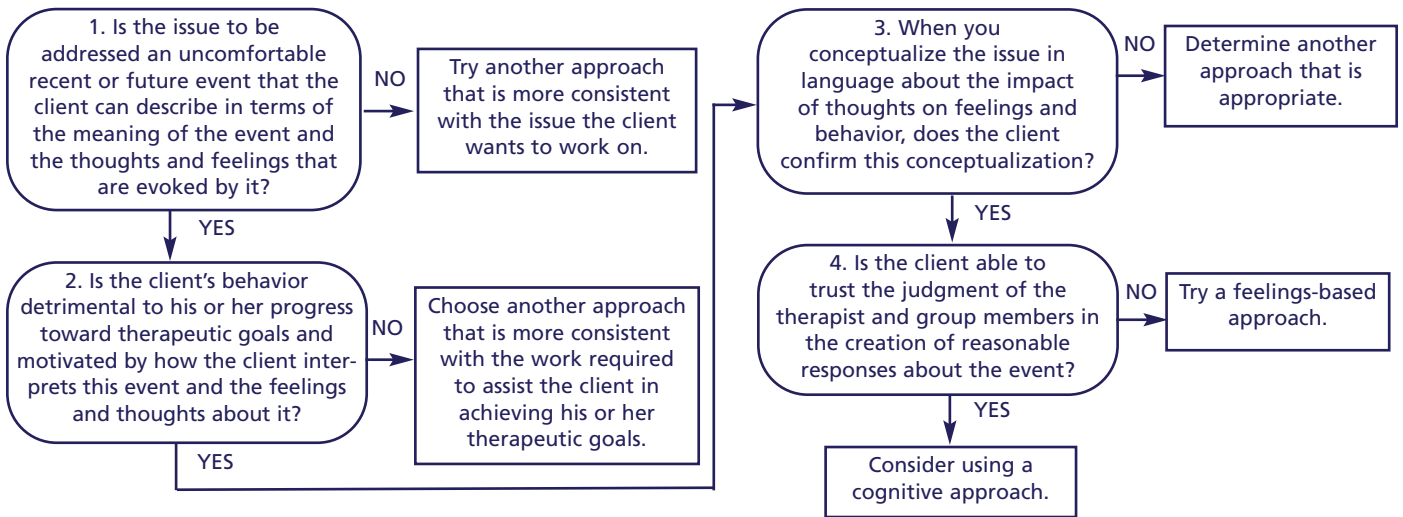 1. Is the issue to be
addressed an uncomfortable
recent or future event that the
client can describe in terms of
the meaning of the event and
the thoughts and feelings that
are evoked by it?
NO
Try another approach
that is more consistent
with the issue the client
wants to work on.
YES
2. Is the client’s behavior
detrimental to his or her progress
toward therapeutic goals and
motivated by how the client inter-
prets this event and the feelings
and thoughts about it?
NO
Choose another approach
that is more consistent
with the work required
to assist the client in
achieving his or her
therapeutic goals.
YES
3. When you
conceptualize the issue in
language about the impact
of thoughts on feelings and
behavior, does the client
confirm this conceptualization?
NO
Determine another
approach that is
appropriate.
YES
4. Is the client able to
trust the judgment of the
therapist and group members in
the creation of reasonable
responses about the event?
NO
Try a feelings-based
approach.
YES
Consider using a
cognitive approach.